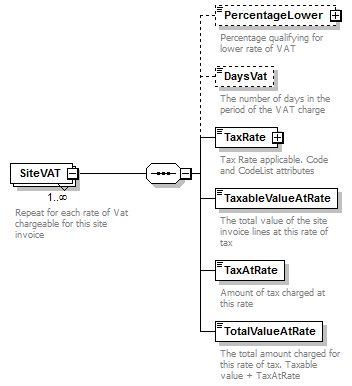 PercentageLower
Percentage qualifying for
lower rate of VAT
DaysVat
The number of days in the
period of the VAT charge
TaxRate
Tax Rate applicable. Code
and CodeList attributes
SiteVAT
1..∞
Repeat for each rate of Vat
chargeable for this site
invoice
TaxableValueAtRate
The total value of the site
invoice lines at this rate of
tax
TaxAtRate
Amount of tax charged at
this rate
TotalValueAtRate
The total amount charged for
this rate of tax. Taxable
value + TaxAtRate